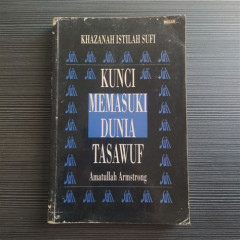 KHAZANAH ISTILAH SUFI
KUNCI
MEMASUKI
DUNIA
TASAWUF
Amatullah Armstrong